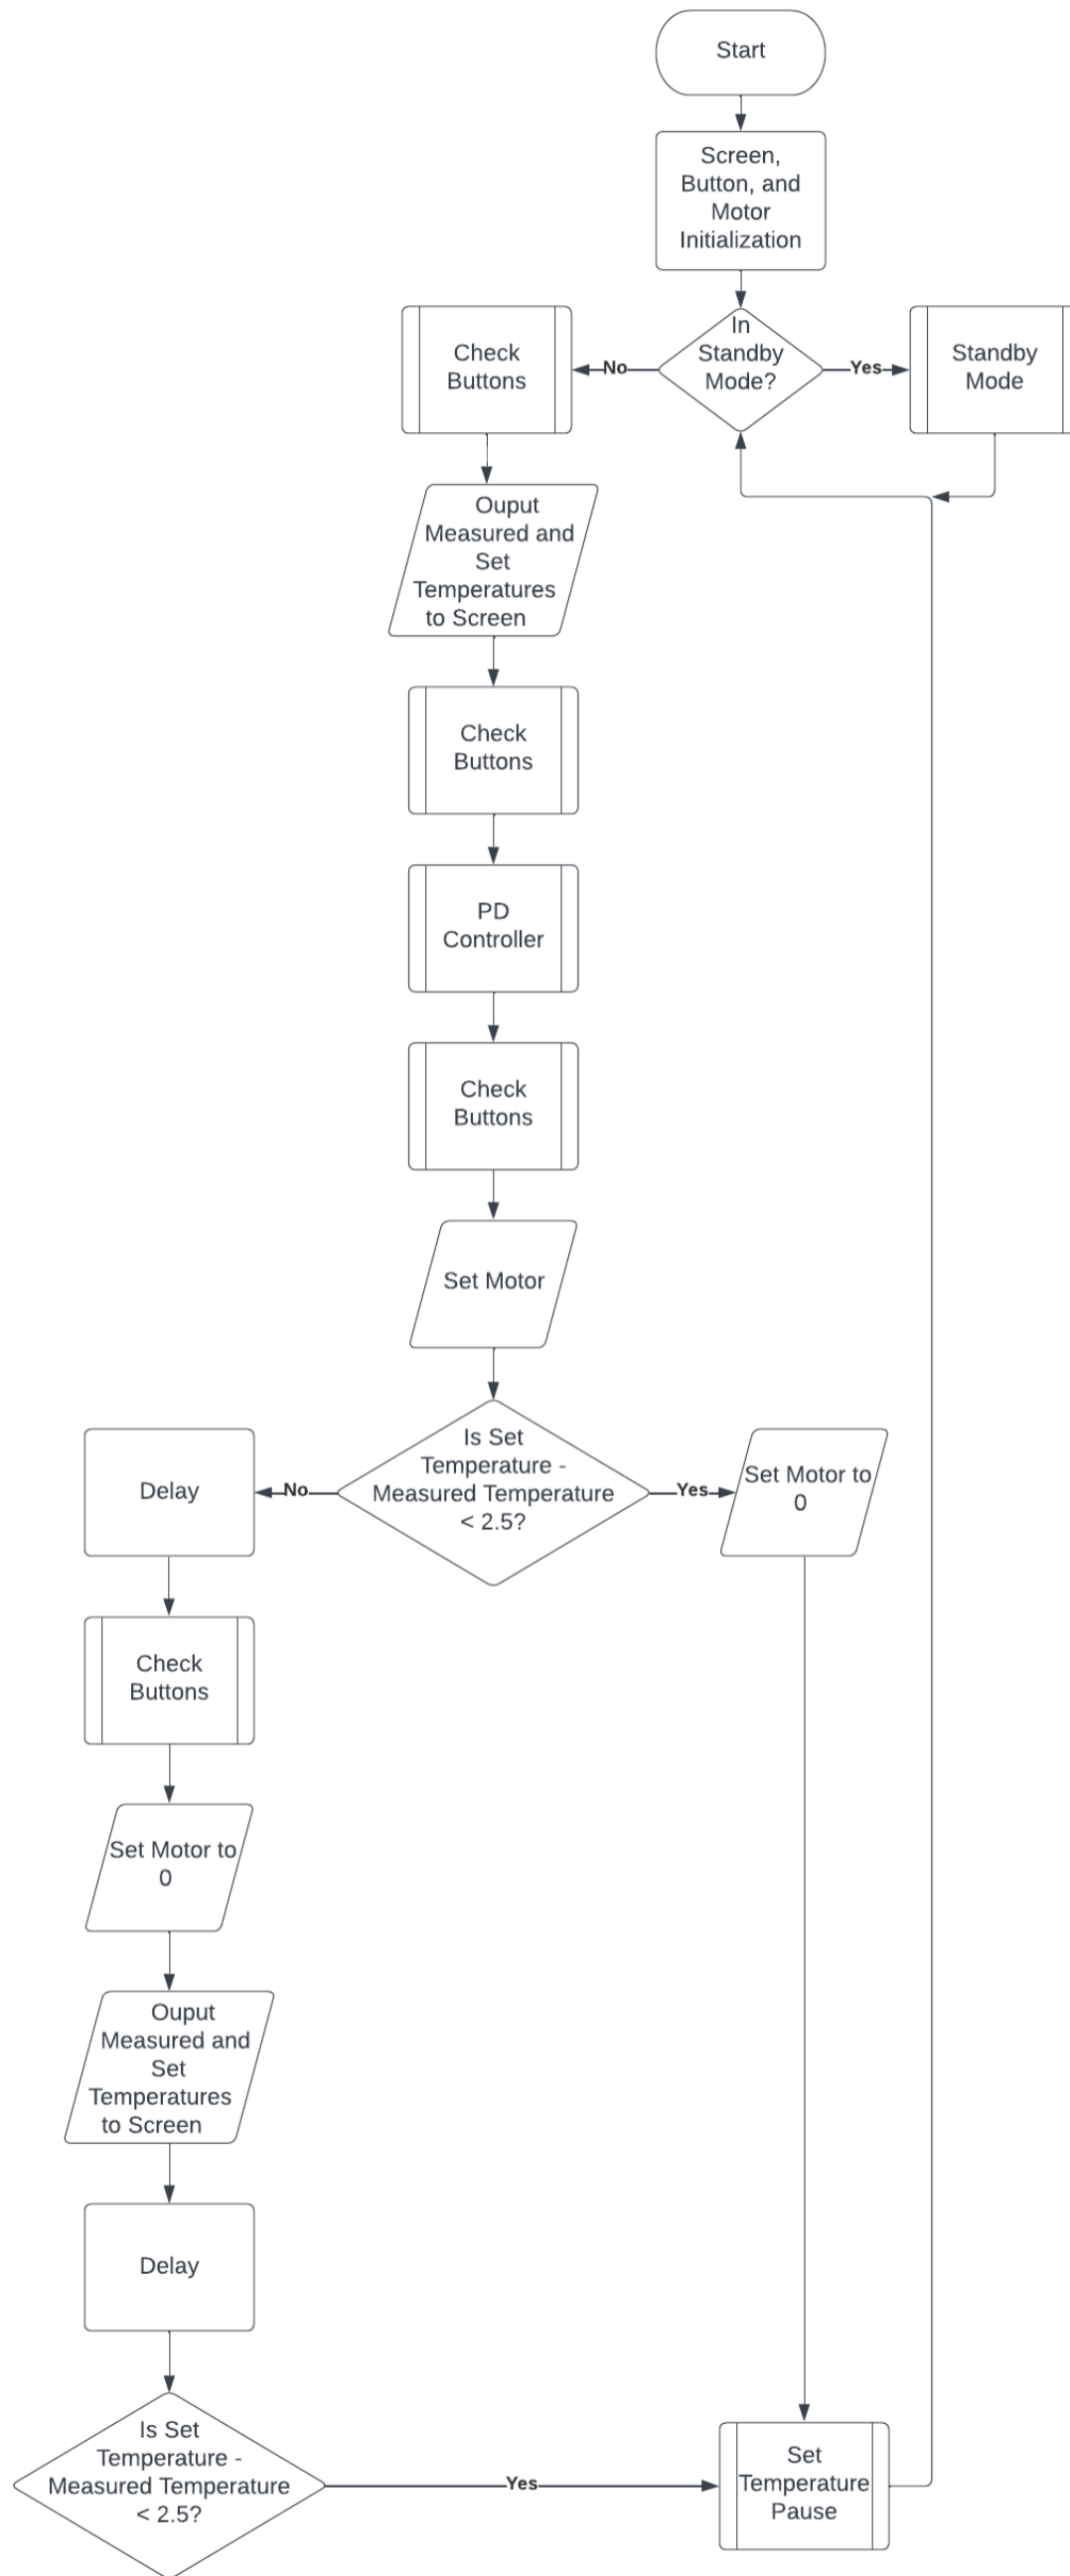 Start
Screen,
Button, and
Motor
Initialization
In
Standby
Mode?
No
Yes
Check
Buttons
Standby
Mode
Ouput
Measured and
Set
Temperatures
to Screen
Check
Buttons
PD
Controller
Check
Buttons
Set Motor
Is Set
Temperature -
Measured Temperature
< 2.5?
No
Yes
Delay
Set Motor to
0
Check
Buttons
Set Motor to
0
Ouput
Measured and
Set
Temperatures
to Screen
Delay
Is Set
Temperature -
Measured Temperature
< 2.5?
Yes
Set
Temperature
Pause